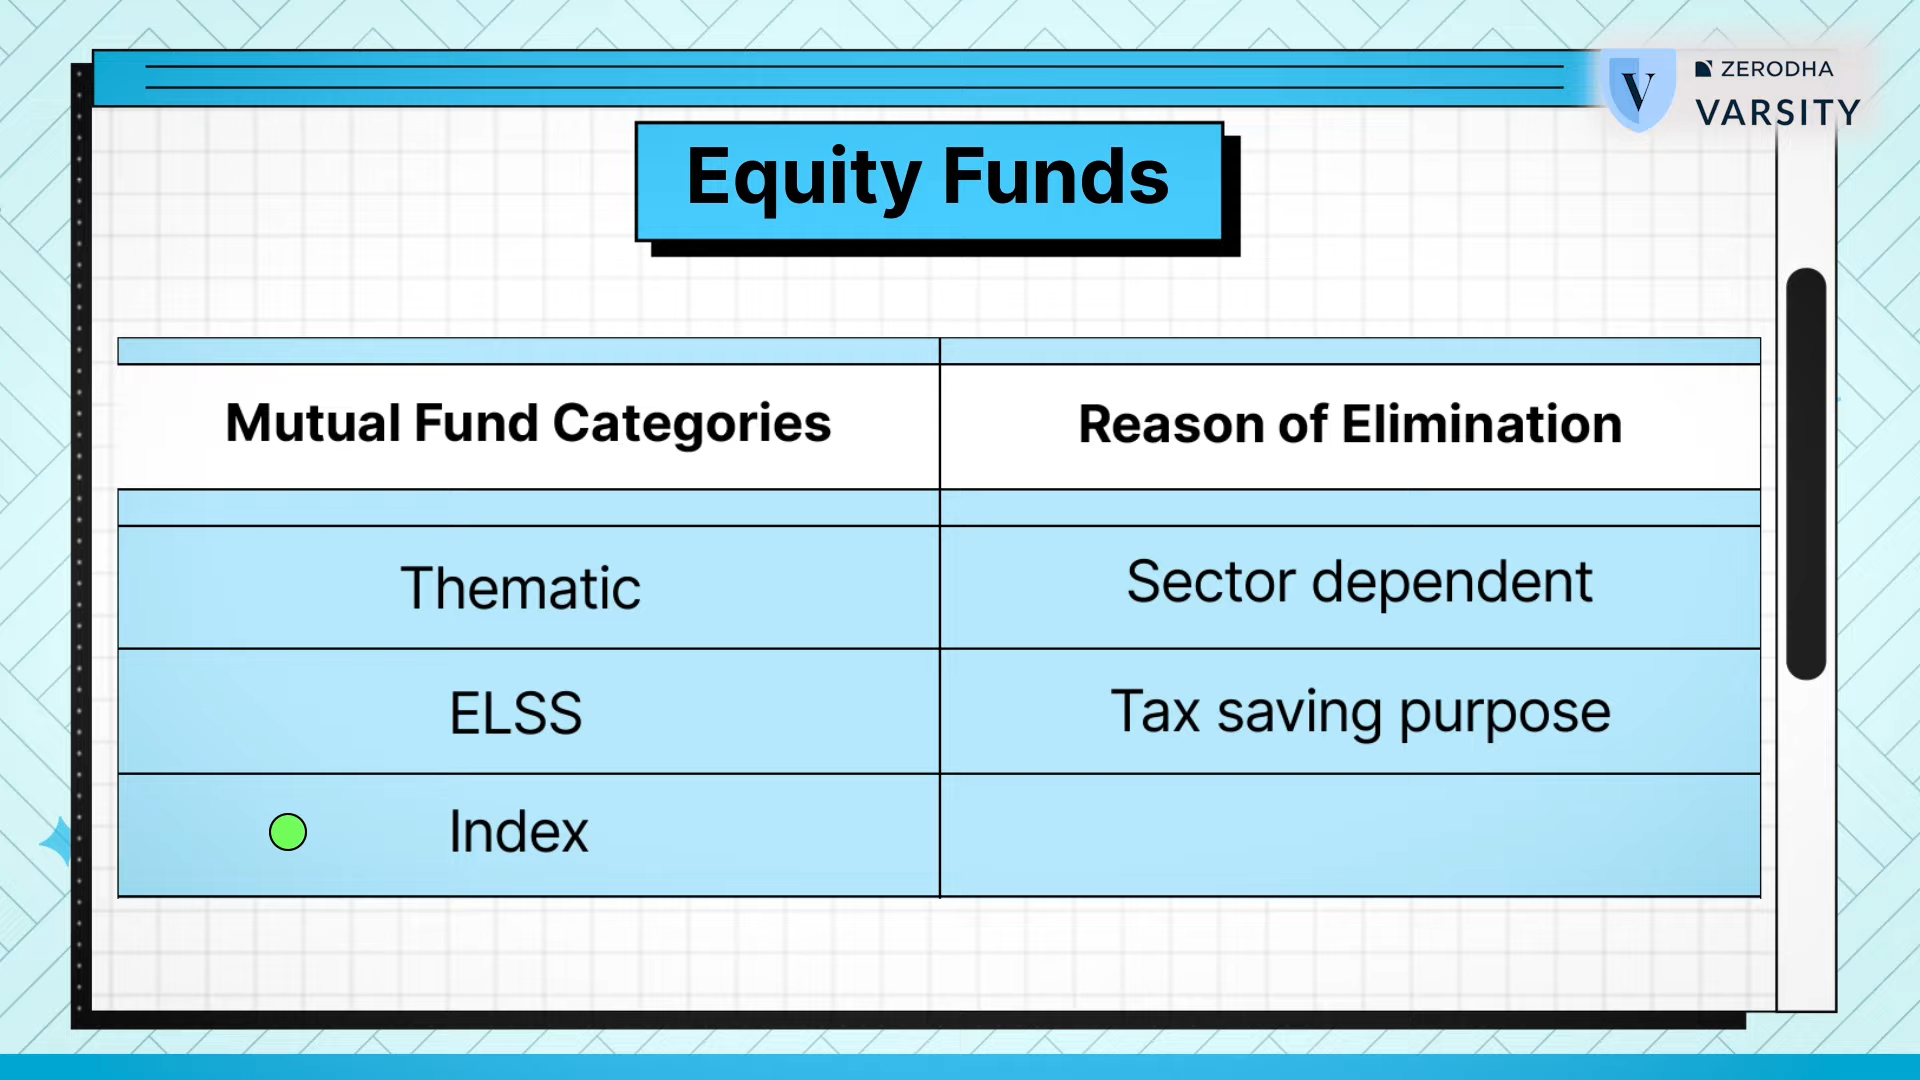 ZERODHA
VARSITY
Equity Funds
Mutual Fund Categories
Reason of Elimination
Thematic
Sector dependent
ELSS
Tax saving purpose
Index